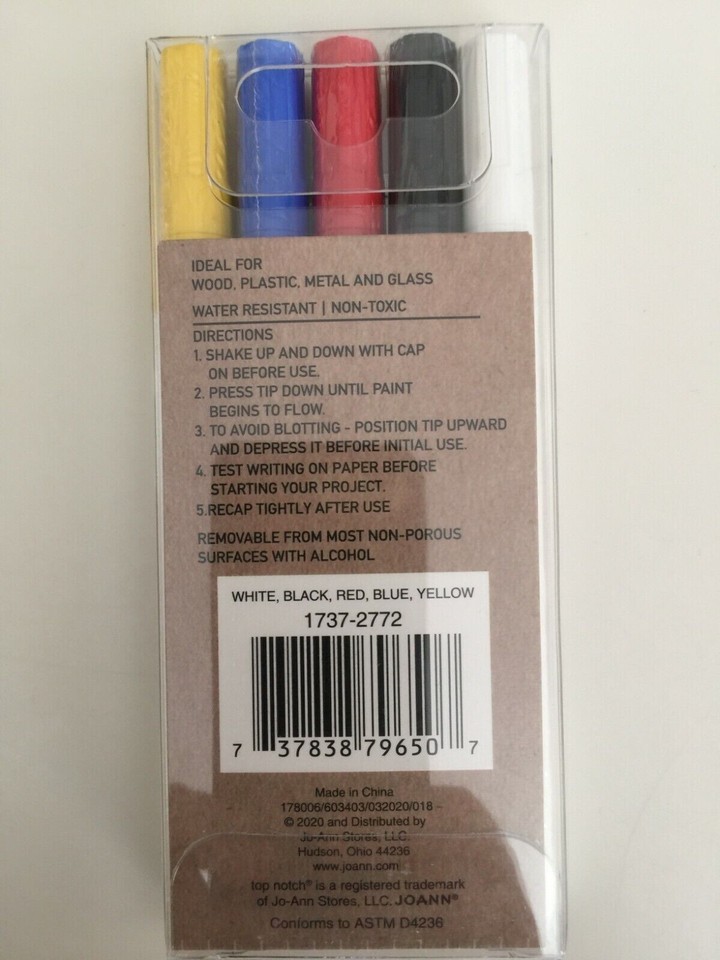 IDEAL FOR
WOOD, PLASTIC, METAL AND GLASS
WATER RESISTANT | NON-TOXIC
DIRECTIONS
1. SHAKE UP AND DOWN WITH CAP
ON BEFORE USE.
2. PRESS TIP DOWN UNTIL PAINT
BEGINS TO FLOW.
3. TO AVOID BLOTTING - POSITION TIP UPWARD
AND DEPRESS IT BEFORE INITIAL USE.
4. TEST WRITING ON PAPER BEFORE
STARTING YOUR PROJECT.
5.RECAP TIGHTLY AFTER USE
REMOVABLE FROM MOST NON-POROUS
SURFACES WITH ALCOHOL
WHITE, BLACK, RED, BLUE, YELLOW
1737-2772
7 37838 79650 7
Made in China
178006/603403/032020/018
© 2020 and Distributed by
Jo-Ann Stores, LLC.
Hudson, Ohio 44236
www.joann.com
top notch® is a registered trademark
of Jo-Ann Stores, LLC. JOANN®
Conforms to ASTM D4236